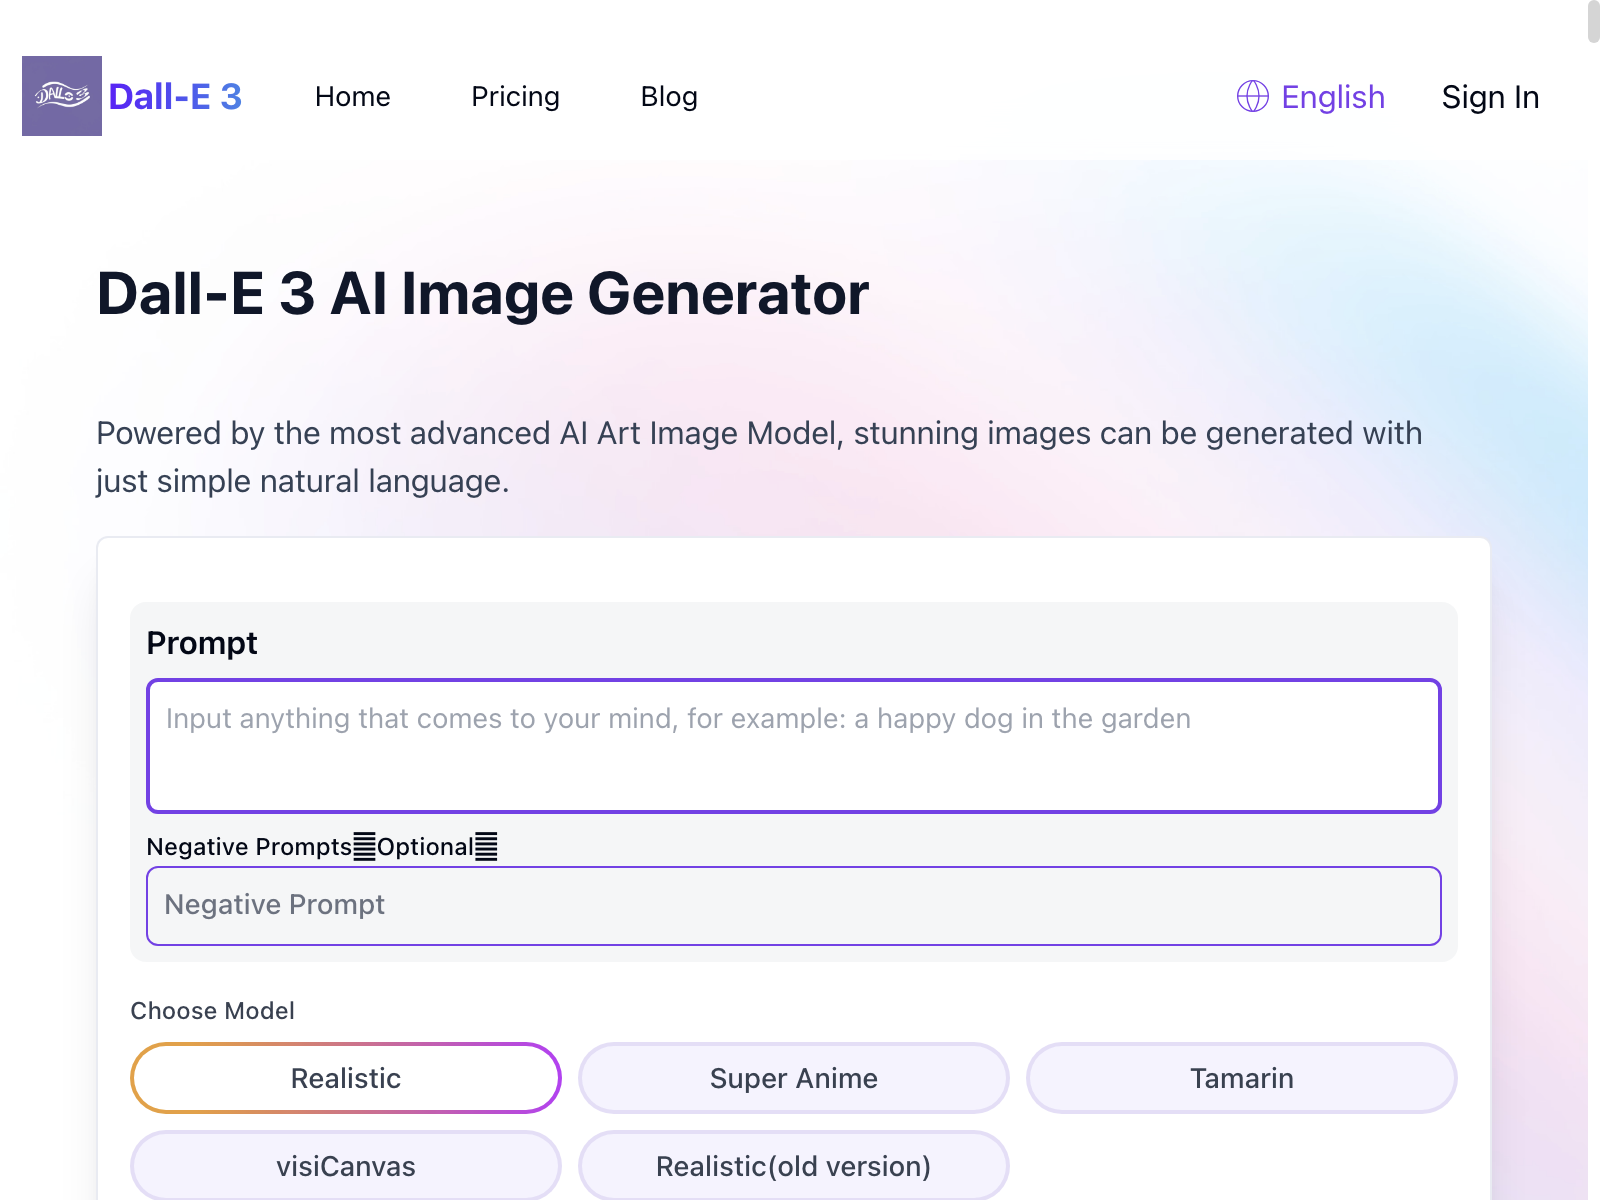 DALL·E 3
Dall-E 3
Home
Pricing
Blog
English
Sign In
Dall-E 3 AI Image Generator
Powered by the most advanced AI Art Image Model, stunning images can be generated with
just simple natural language.
Prompt
Input anything that comes to your mind, for example: a happy dog in the garden
Negative Prompts Optional
Negative Prompt
Choose Model
Realistic
Super Anime
Tamarin
visiCanvas
Realistic(old version)